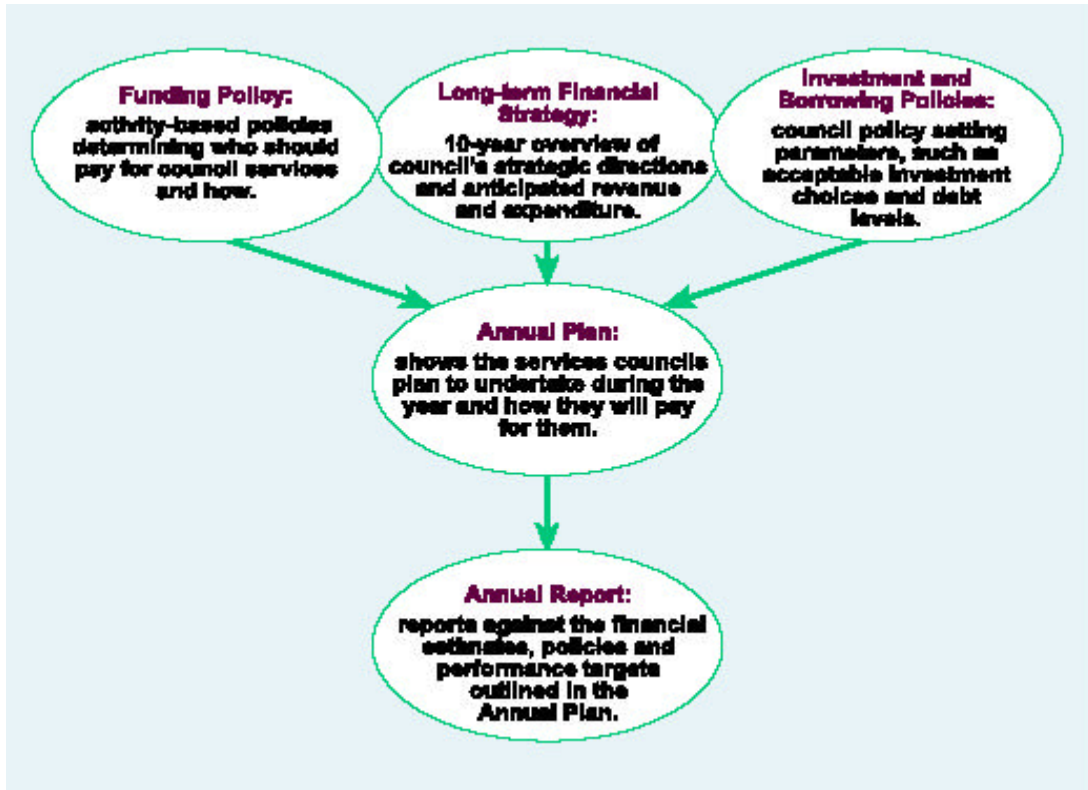 Funding Policy:
activity-based policies
determining who should
pay for council services
and how.
Long-term Financial
Strategy:
10-year overview of
council's strategic directions
and anticipated revenue
and expenditure.
Investment and
Borrowing Policies:
council policy setting
parameters, such as
acceptable investment
choices and debt
levels.
Annual Plan:
shows the services councils
plan to undertake during the
year and how they will pay
for them.
Annual Report:
reports against the financial
estimates, policies and
performance targets
outlined in the
Annual Plan.